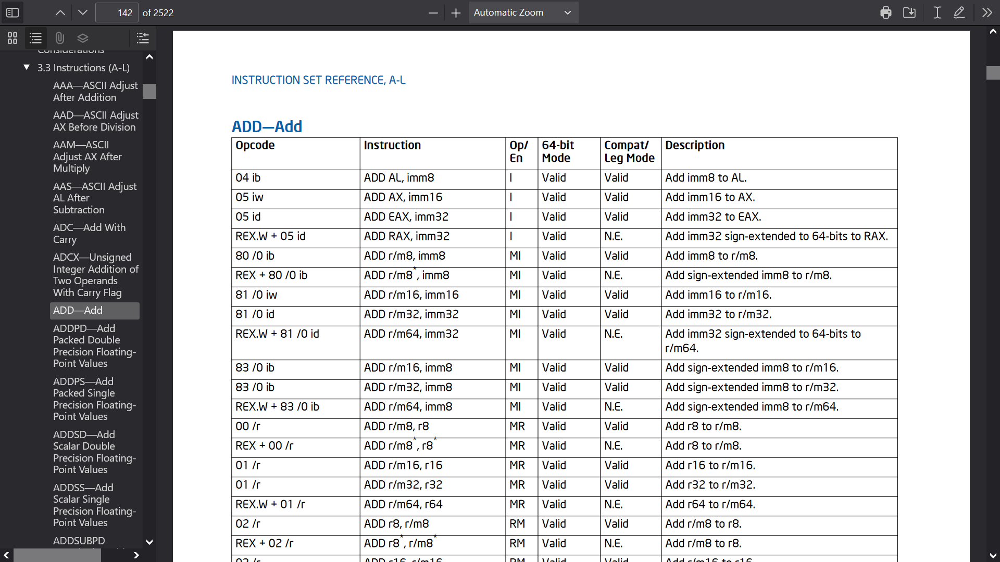 142 of 2522
Automatic Zoom
Considerations
3.3 Instructions (A-L)
AAA—ASCII Adjust
After Addition
AAD—ASCII Adjust
AX Before Division
AAM—ASCII
Adjust AX After
Multiply
AAS—ASCII Adjust
AL After
Subtraction
ADC—Add With
Carry
ADCX—Unsigned
Integer Addition of
Two Operands
With Carry Flag
ADD—Add
ADDPD—Add
Packed Double
Precision Floating-
Point Values
ADDPS—Add
Packed Single
Precision Floating-
Point Values
ADDSD—Add
Scalar Double
Precision Floating-
Point Values
ADDSS—Add
Scalar Single
Precision Floating-
Point Values
ADDSUBPD
INSTRUCTION SET REFERENCE, A-L
ADD—Add
Opcode Instruction Op/ En 64-bit Mode Compat/ Leg Mode Description
04 ib ADD AL, imm8 I Valid Valid Add imm8 to AL.
05 iw ADD AX, imm16 I Valid Valid Add imm16 to AX.
05 id ADD EAX, imm32 I Valid Valid Add imm32 to EAX.
REX.W + 05 id ADD RAX, imm32 I Valid N.E. Add imm32 sign-extended to 64-bits to RAX.
80 /0 ib ADD r/m8, imm8 MI Valid Valid Add imm8 to r/m8.
REX + 80 /0 ib ADD r/m8*, imm8 MI Valid N.E. Add sign-extended imm8 to r/m8.
81 /0 iw ADD r/m16, imm16 MI Valid Valid Add imm16 to r/m16.
81 /0 id ADD r/m32, imm32 MI Valid Valid Add imm32 to r/m32.
REX.W + 81 /0 id ADD r/m64, imm32 MI Valid N.E. Add imm32 sign-extended to 64-bits to
r/m64.
83 /0 ib ADD r/m16, imm8 MI Valid Valid Add sign-extended imm8 to r/m16.
83 /0 ib ADD r/m32, imm8 MI Valid Valid Add sign-extended imm8 to r/m32.
REX.W + 83 /0 ib ADD r/m64, imm8 MI Valid N.E. Add sign-extended imm8 to r/m64.
00 /r ADD r/m8, r8 MR Valid Valid Add r8 to r/m8.
REX + 00 /r ADD r/m8*, r8* MR Valid N.E. Add r8 to r/m8.
01 /r ADD r/m16, r16 MR Valid Valid Add r16 to r/m16.
01 /r ADD r/m32, r32 MR Valid Valid Add r32 to r/m32.
REX.W + 01 /r ADD r/m64, r64 MR Valid N.E. Add r64 to r/m64.
02 /r ADD r8, r/m8 RM Valid Valid Add r/m8 to r8.
REX + 02 /r ADD r8*, r/m8* RM Valid N.E. Add r/m8 to r8.
03 /r ADD r16, r/m16 RM Valid Valid Add r/m16 to r16.